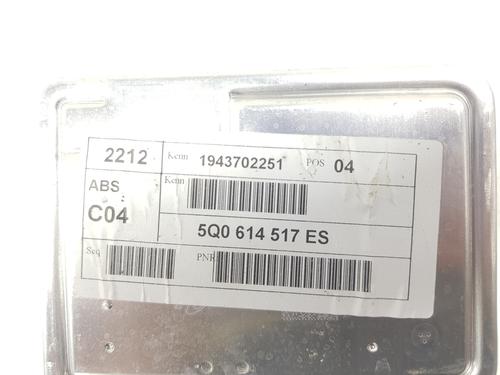 2212 Kenn 1943702251 POS 04
ABS Kenn
C04
5Q0 614 517 ES
Seq PNR